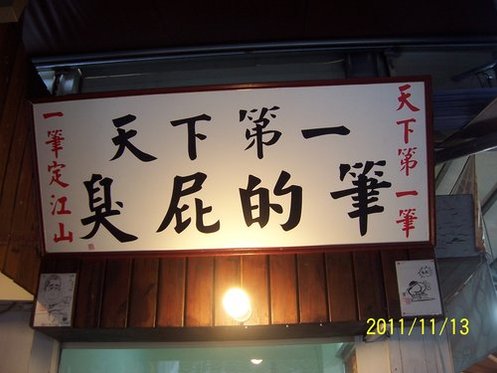 天下第一
臭屁的筆
天下第一筆
一筆定江山
2011/11/13